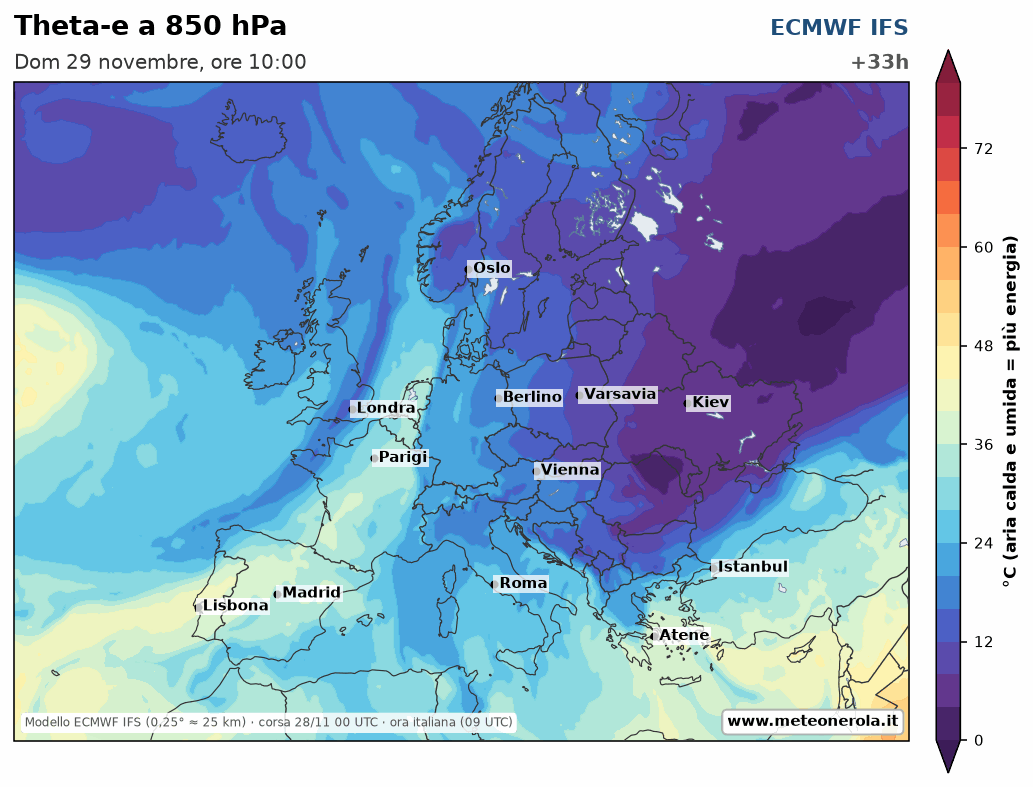 Theta-e a 850 hPa
ECMWF IFS
Dom 29 novembre, ore 10:00
+33h
72
60
48
36
24
12
0
°C (aria calda e umida = più energia)
Oslo
Berlino
Varsavia
Kiev
Londra
Parigi
Vienna
Istanbul
Roma
Madrid
Lisbona
Atene
Modello ECMWF IFS (0,25° ≈ 25 km) · corsa 28/11 00 UTC · ora italiana (09 UTC)
www.meteonerola.it